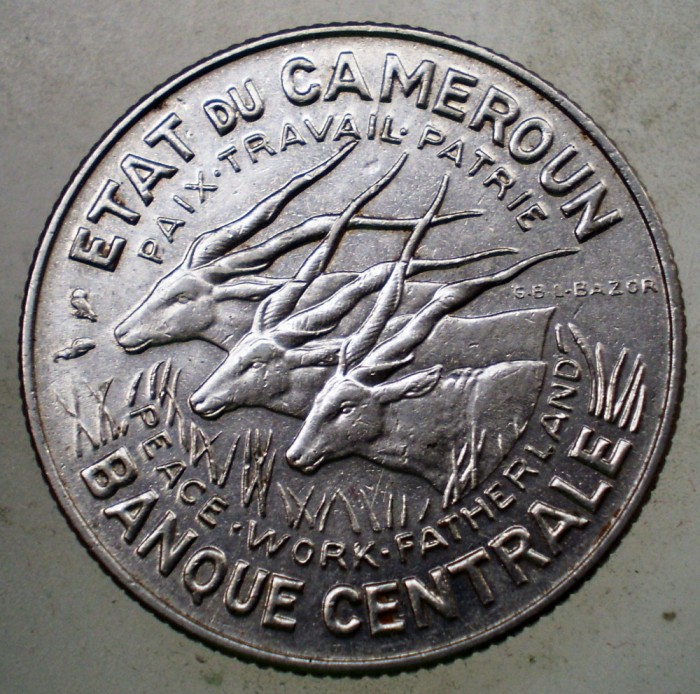 ETAT DU CAMEROUN
PAIX·TRAVAIL·PATRIE
G·B·L·BAZOR
PEACE·WORK·FATHERLAND
BANQUE CENTRALE